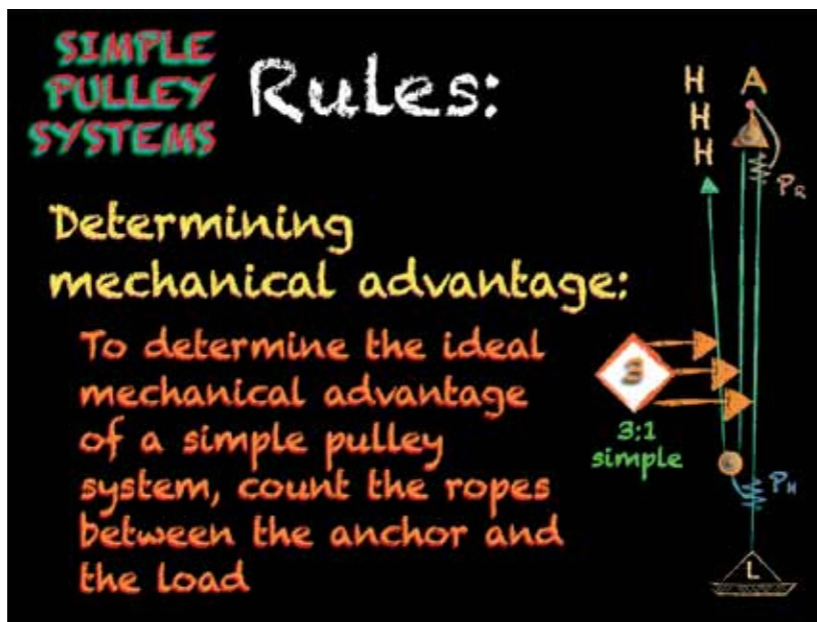 SIMPLE
PULLEY
SYSTEMS
Rules:
Determining
mechanical advantage:
To determine the ideal
mechanical advantage
of a simple pulley
system, count the ropes
between the anchor and
the load
H A
H
H
PR
3
3:1
simple
PH
L